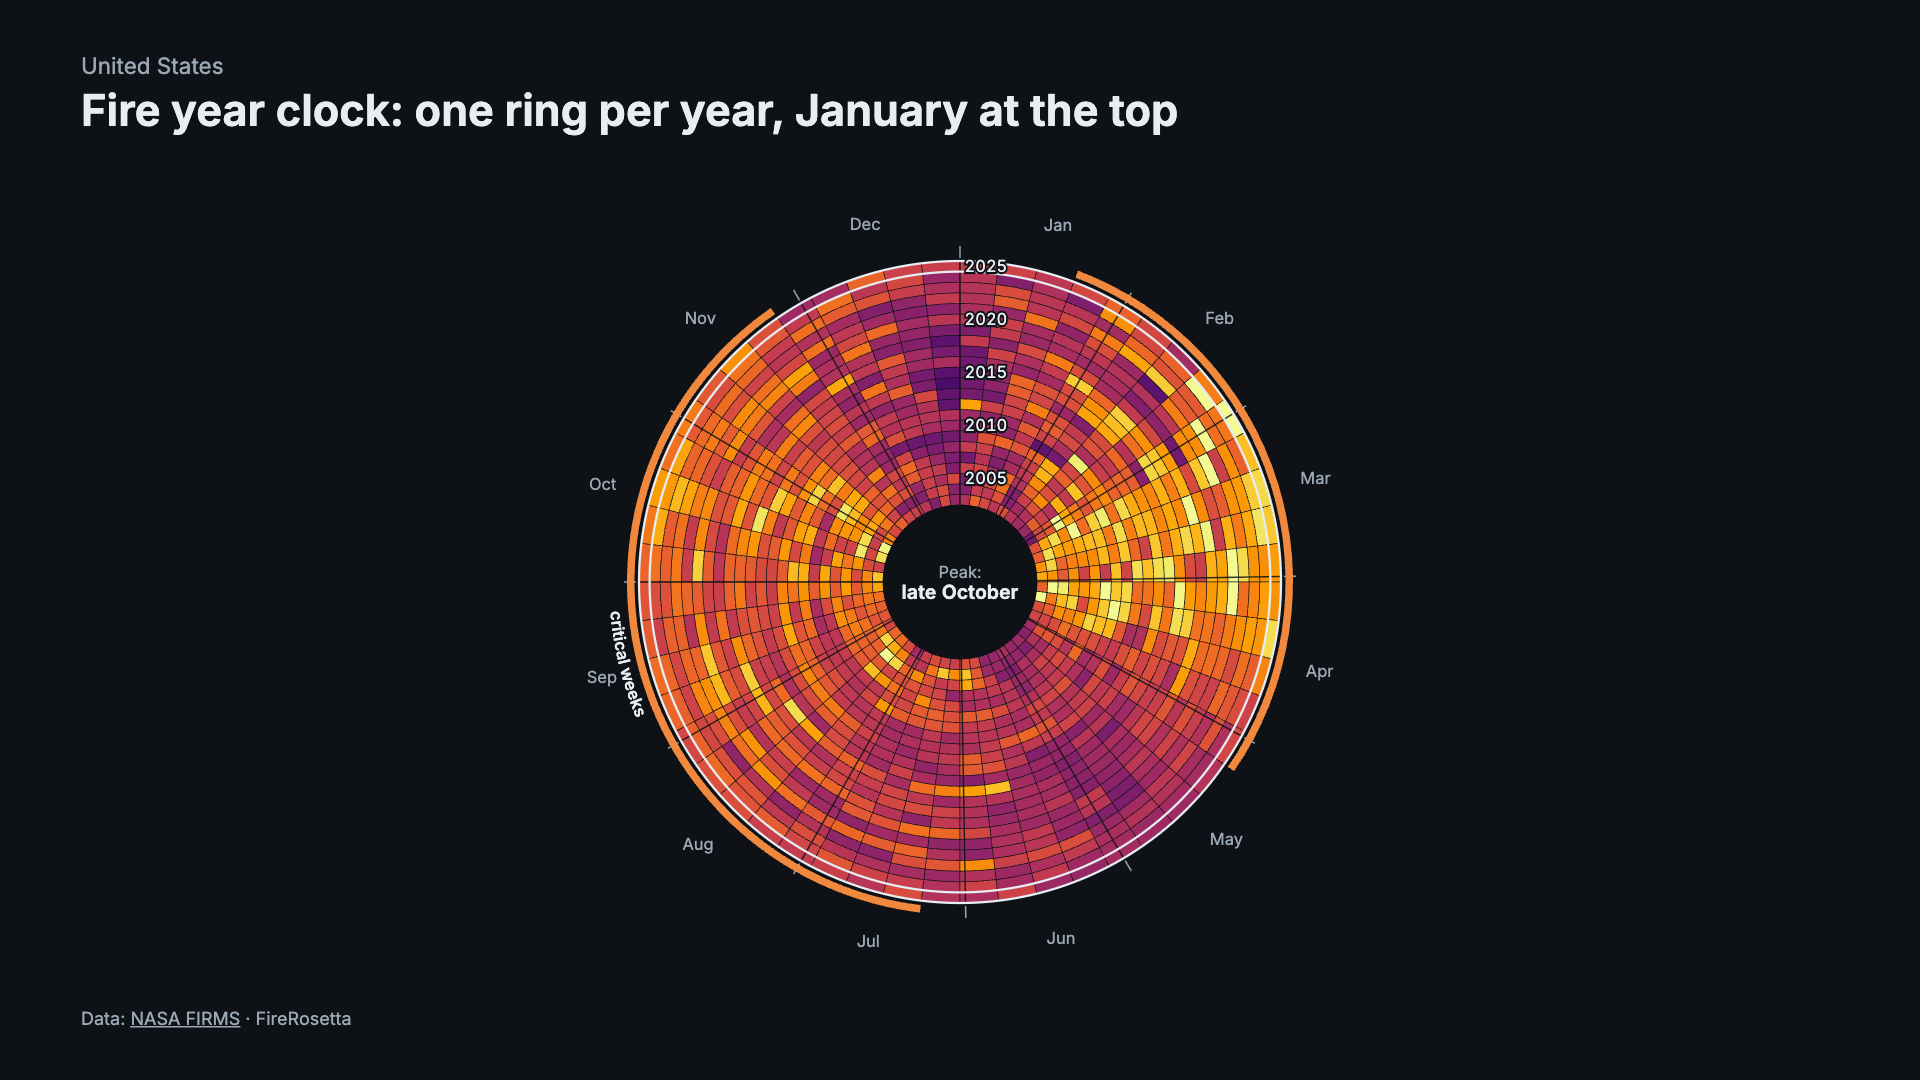 United States
Fire year clock: one ring per year, January at the top
Dec
Jan
Nov
Feb
Oct
Mar
Sep
Apr
Aug
May
Jul
Jun
2025
2020
2015
2010
2005
Peak:
late October
critical weeks
Data: NASA FIRMS · FireRosetta